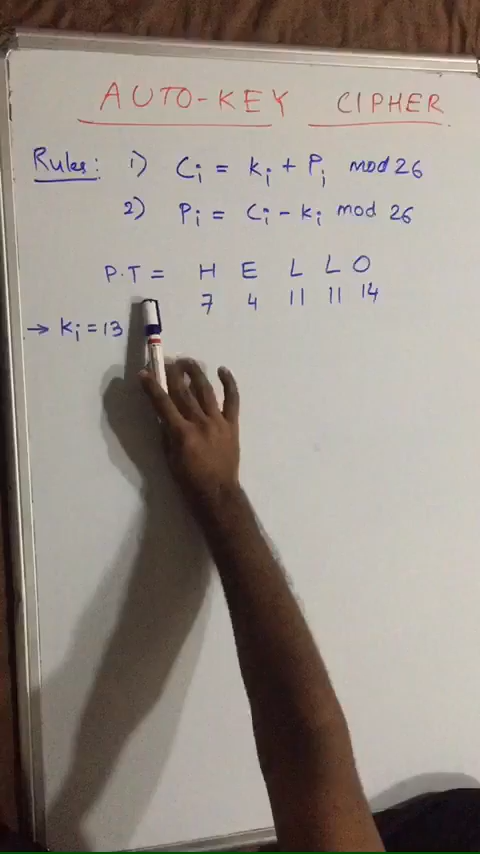 AUTO-KEY CIPHER
Rules: 1) Ci = ki + Pi mod 26
2) Pi = Ci - ki mod 26
P.T = H E L L O
7 4 11 11 14
→ ki = 13